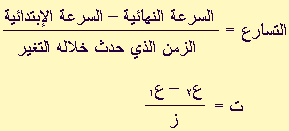 التسارع = السرعة النهائية – السرعة الإبتدائية
الزمن الذي حدث خلاله التغير
ت = ع٢ – ع١
ز